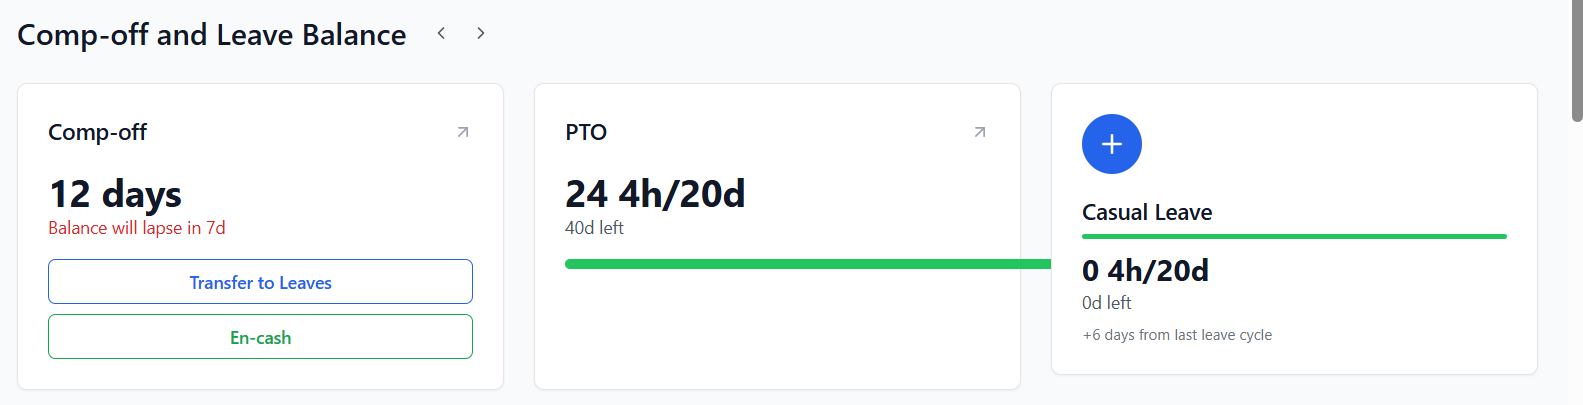 Comp-off and Leave Balance
Comp-off
12 days
Balance will lapse in 7d
Transfer to Leaves
En-cash
PTO
24 4h/20d
40d left
Casual Leave
0 4h/20d
0d left
+6 days from last leave cycle